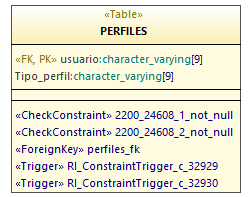 «Table»
PERFILES
«FK, PK» usuario:character_varying[9]
Tipo_perfil:character_varying[9]
«CheckConstraint» 2200_24608_1_not_null
«CheckConstraint» 2200_24608_2_not_null
«ForeignKey» perfiles_fk
«Trigger» RI_ConstraintTrigger_c_32929
«Trigger» RI_ConstraintTrigger_c_32930